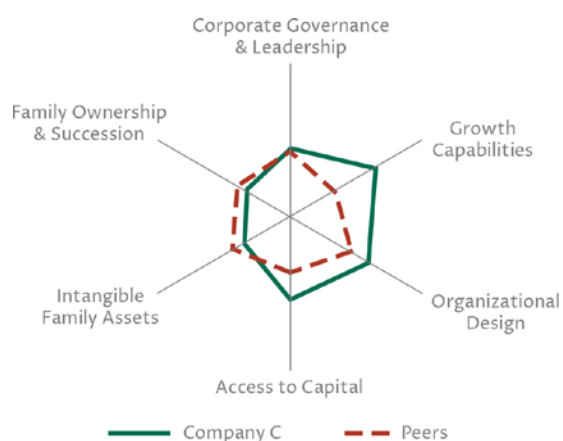 Corporate Governance
& Leadership
Family Ownership
& Succession
Growth
Capabilities
Intangible
Family Assets
Organizational
Design
Access to Capital
Company C
Peers